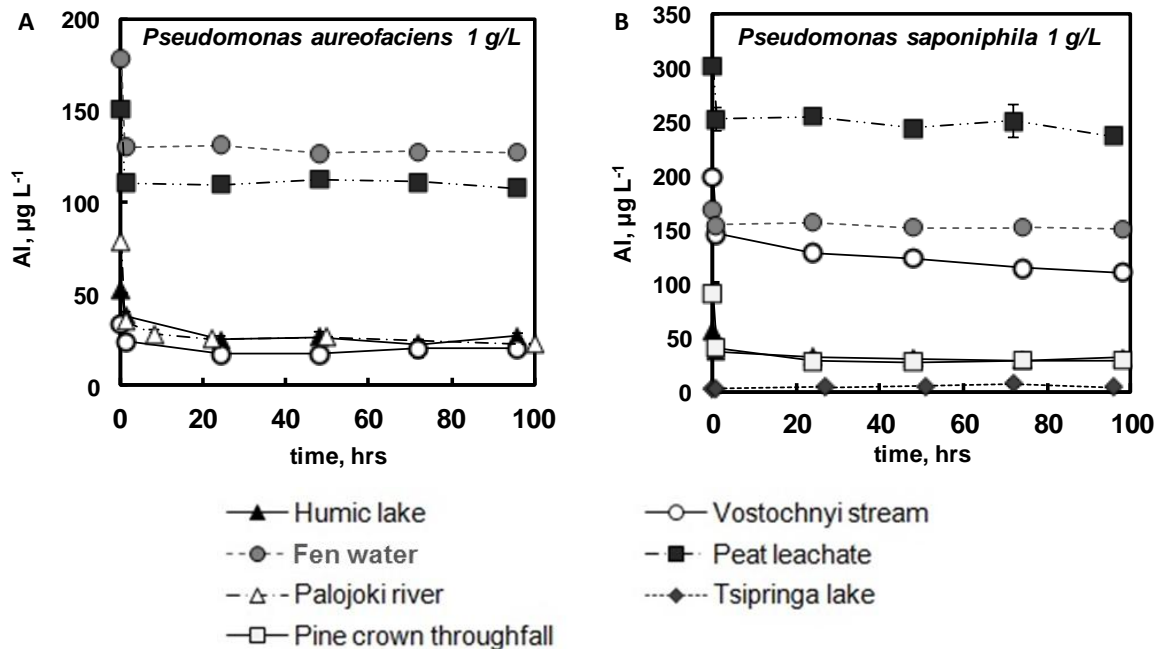 A
Pseudomonas aureofaciens 1 g/L
200
150
100
50
0
Al, µg L-1
0 20 40 60 80 100
time, hrs
B
Pseudomonas saponiphila 1 g/L
350
300
250
200
150
100
50
0
Al, µg L-1
0 20 40 60 80 100
time, hrs
Humic lake
Fen water
Palojoki river
Pine crown throughfall
Vostochnyi stream
Peat leachate
Tsipringa lake